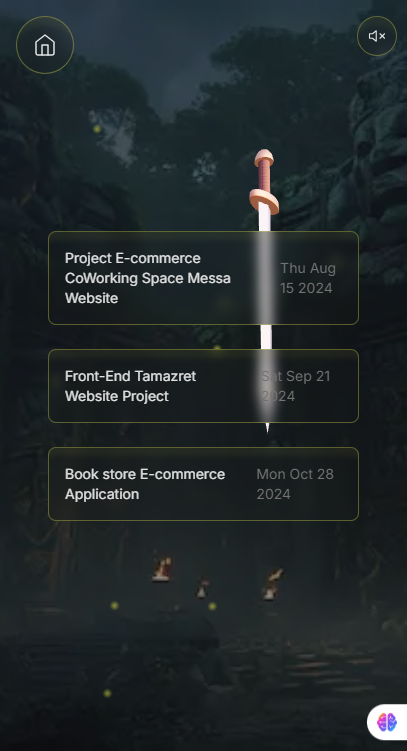 Project E-commerce
CoWorking Space Messa
Website
Thu Aug
15 2024
Front-End Tamazret
Website Project
Sat Sep 21
2024
Book store E-commerce
Application
Mon Oct 28
2024